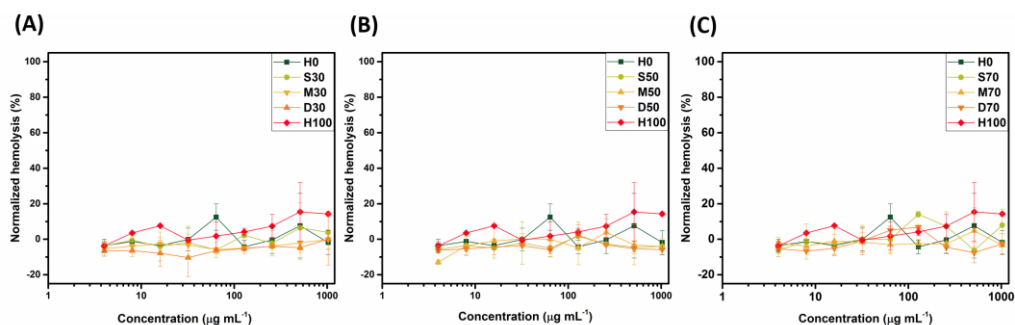 (A)
Normalized hemolysis (%)
100
80
60
40
20
0
-20
H0
S30
M30
D30
H100
1
10
100
1000
Concentration (μg mL⁻¹)
(B)
Normalized hemolysis (%)
100
80
60
40
20
0
-20
H0
S50
M50
D50
H100
1
10
100
1000
Concentration (μg mL⁻¹)
(C)
Normalized hemolysis (%)
100
80
60
40
20
0
-20
H0
S70
M70
D70
H100
1
10
100
1000
Concentration (μg mL⁻¹)